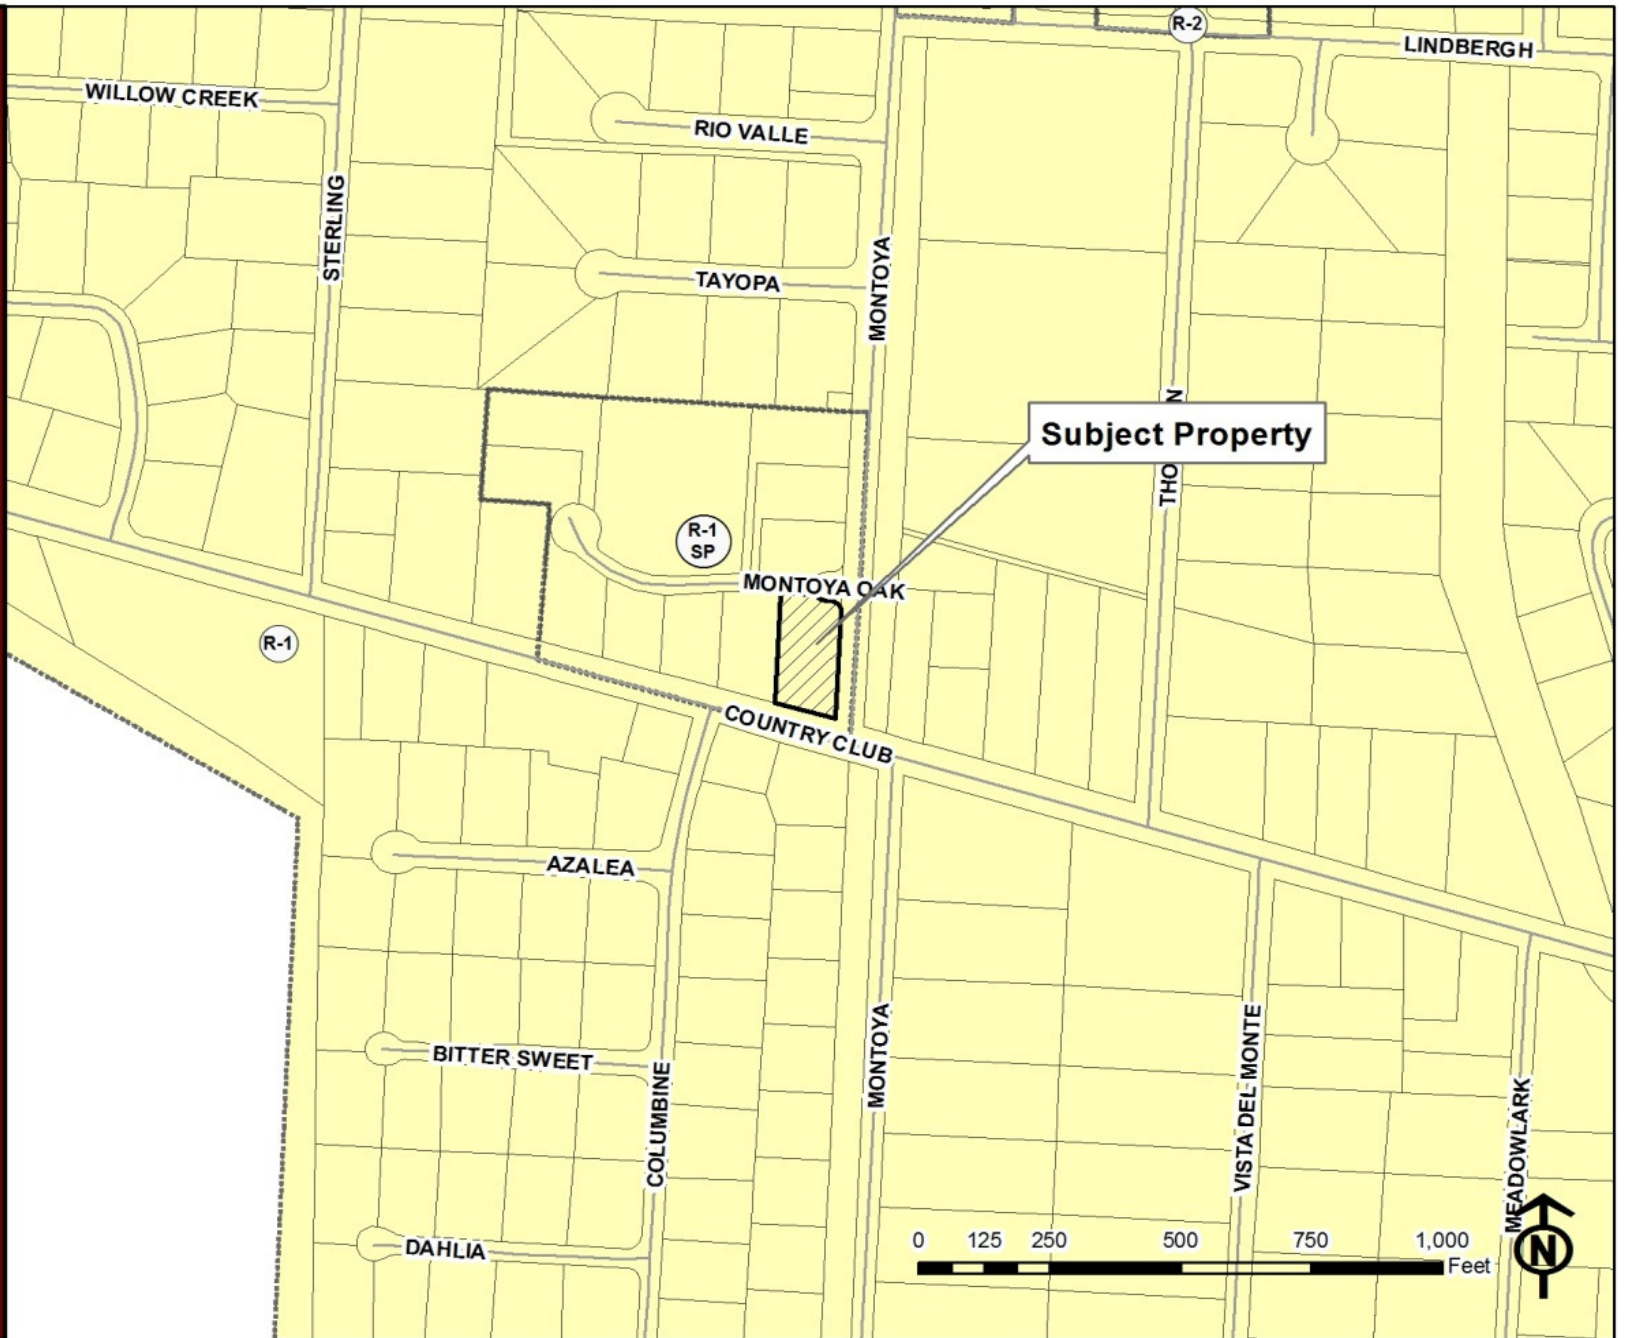 R-2
LINDBERGH
WILLOW CREEK
RIO VALLE
STERLING
MONTOYA
TAYOPA
Subject Property
R-1
SP
MONTOYA OAK
R-1
COUNTRY CLUB
AZALEA
MONTOYA
VISTA DEL MONTE
BITTER SWEET
COLUMBINE
MEADOWLARK
DAHLIA
0 125 250 500 750 1,000
Feet
N